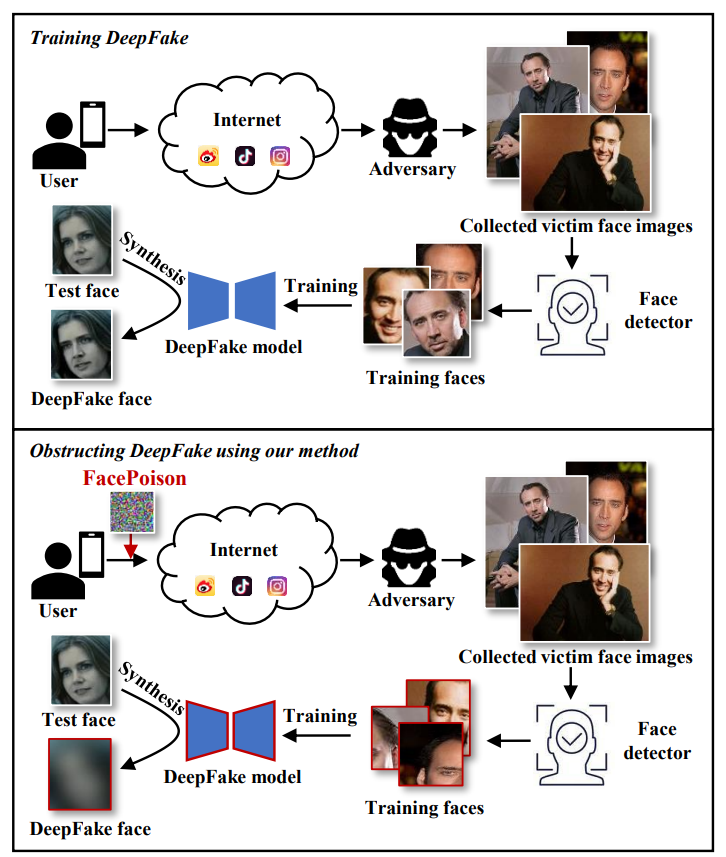 Training DeepFake
Internet
User
Adversary
Collected victim face images
Synthesis
Test face
Training
Face
detector
DeepFake model
Training faces
DeepFake face
Obstructing DeepFake using our method
FacePoison
Internet
User
Adversary
Collected victim face images
Synthesis
Test face
Training
Face
detector
DeepFake model
Training faces
DeepFake face